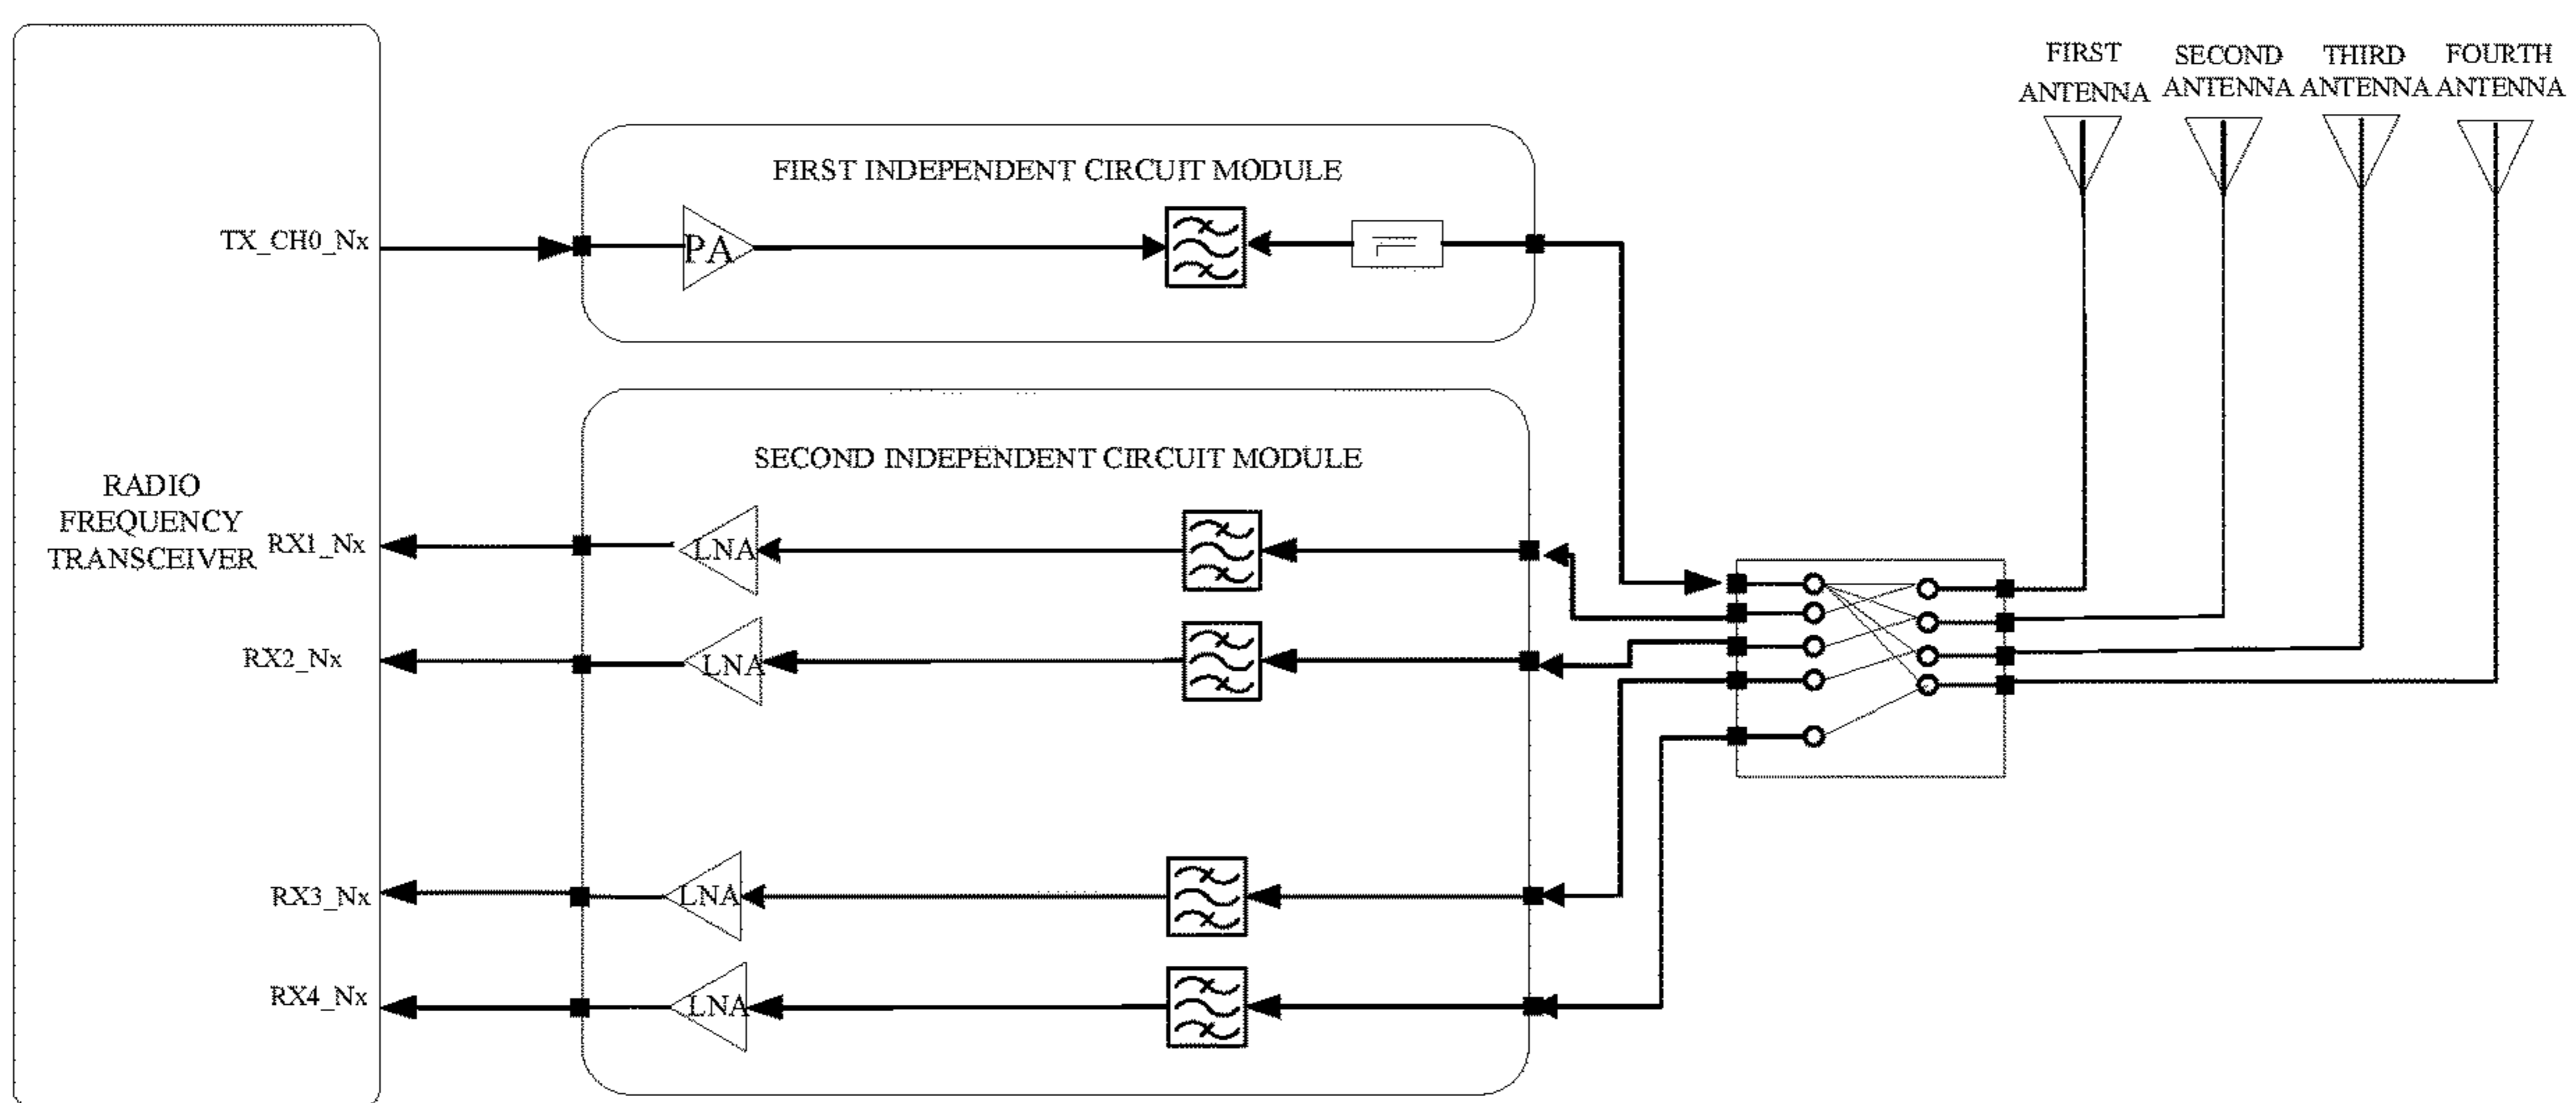 FIRST
ANTENNA
SECOND
ANTENNA
THIRD
ANTENNA
FOURTH
ANTENNA
FIRST INDEPENDENT CIRCUIT MODULE
TX_CH0_Nx
PA
SECOND INDEPENDENT CIRCUIT MODULE
RADIO
FREQUENCY
TRANSCEIVER
RX1_Nx
LNA
RX2_Nx
LNA
RX3_Nx
LNA
RX4_Nx
LNA